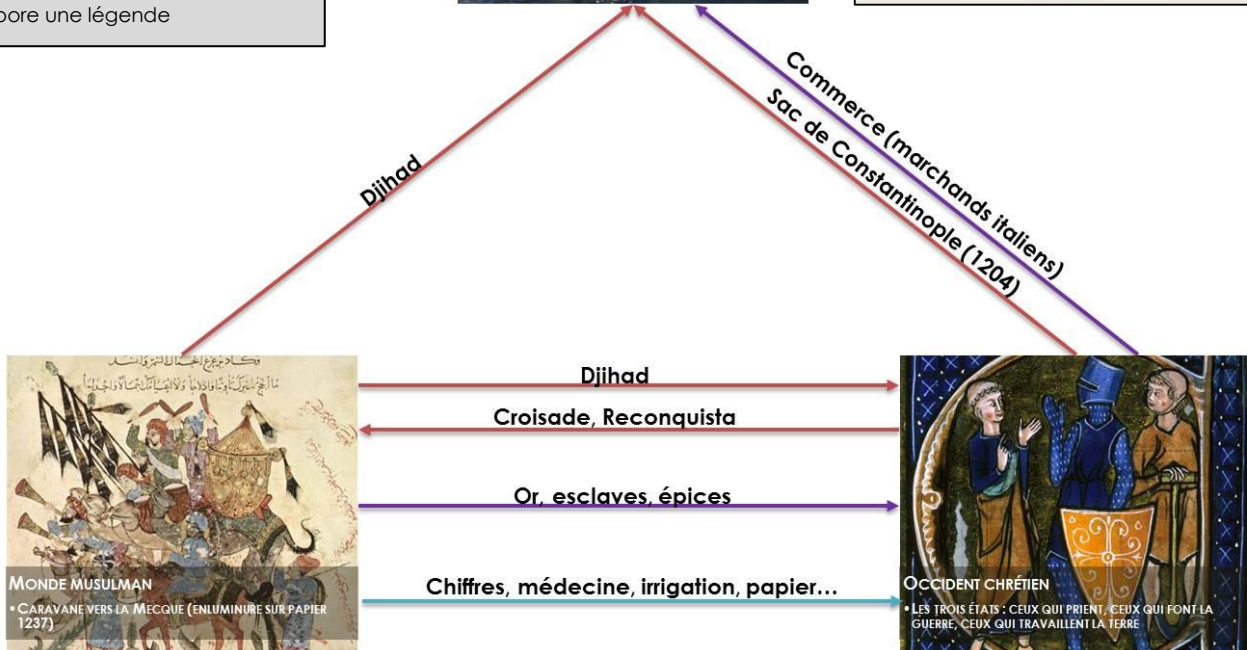 bore une légende
Commerce (marchands italiens)
Sac de Constantinople (1204)
Djihad
Djihad
Croisade, Reconquista
Or, esclaves, épices
Chiffres, médecine, irrigation, papier...
MONDE MUSULMAN
• CARAVANE VERS LA MECQUE (ENLUMINURE SUR PAPIER
1237)
OCCIDENT CHRÉTIEN
• LES TROIS ÉTATS : CEUX QUI PRIENT, CEUX QUI FONT LA
GUERRE, CEUX QUI TRAVAILLENT LA TERRE